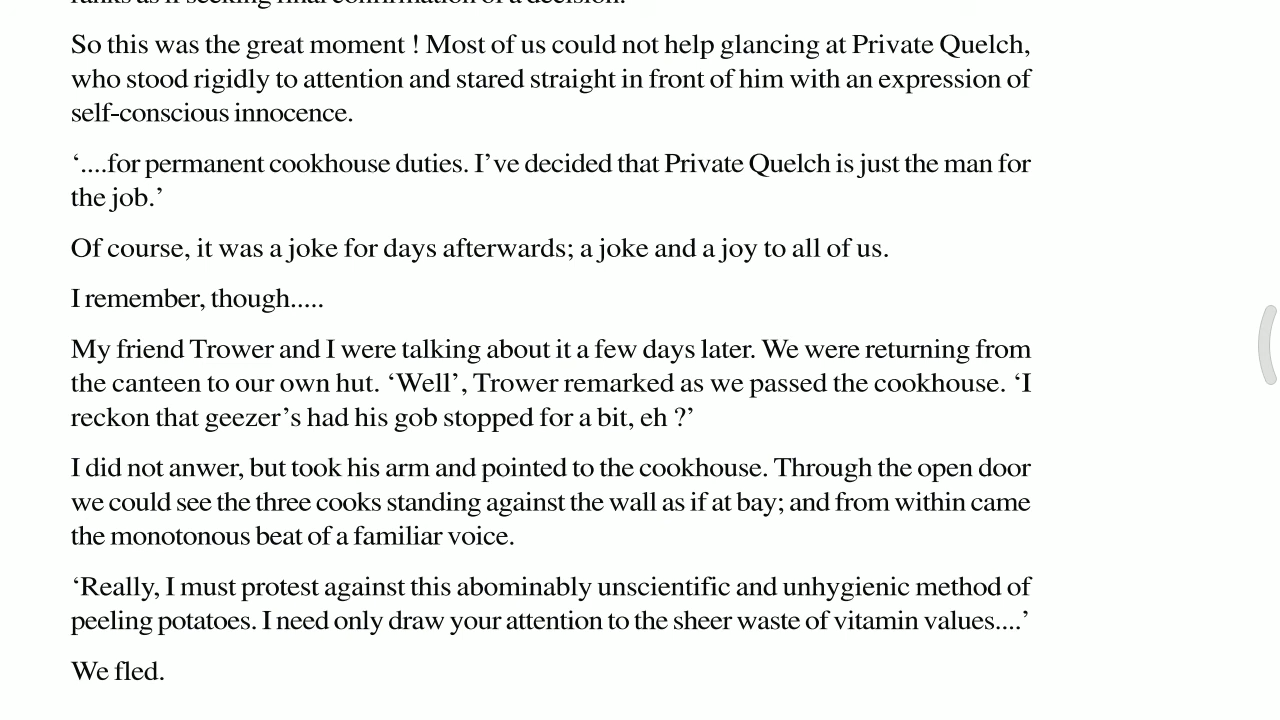 ranks as if seeking final confirmation of a decision.
So this was the great moment ! Most of us could not help glancing at Private Quelch,
who stood rigidly to attention and stared straight in front of him with an expression of
self-conscious innocence.
‘....for permanent cookhouse duties. I’ve decided that Private Quelch is just the man for
the job.’
Of course, it was a joke for days afterwards; a joke and a joy to all of us.
I remember, though.....
My friend Trower and I were talking about it a few days later. We were returning from
the canteen to our own hut. ‘Well’, Trower remarked as we passed the cookhouse. ‘I
reckon that geezer’s had his gob stopped for a bit, eh ?’
I did not anwer, but took his arm and pointed to the cookhouse. Through the open door
we could see the three cooks standing against the wall as if at bay; and from within came
the monotonous beat of a familiar voice.
‘Really, I must protest against this abominably unscientific and unhygienic method of
peeling potatoes. I need only draw your attention to the sheer waste of vitamin values....’
We fled.